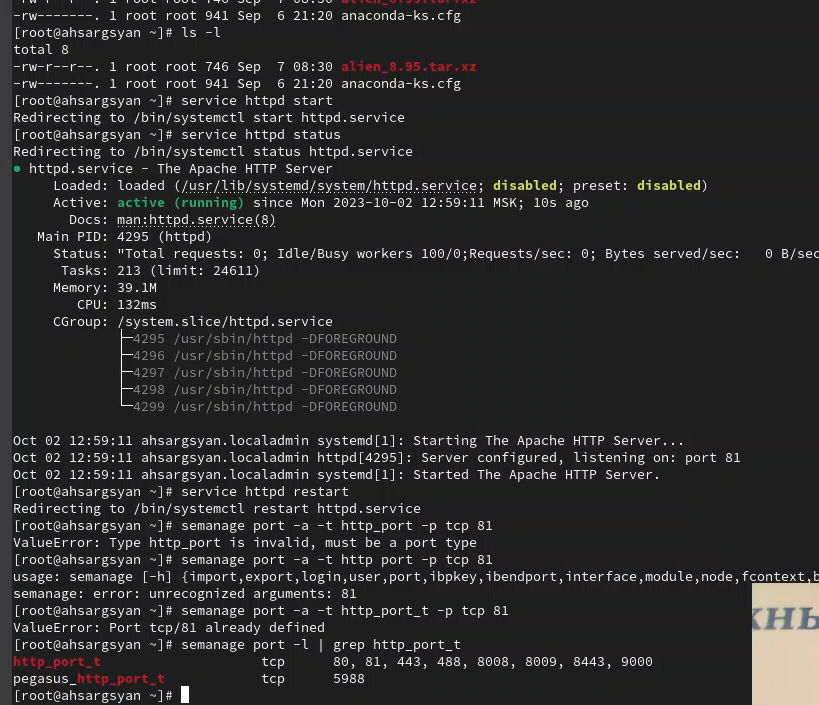 -rw-r--r--. 1 root root 746 Sep  7 08:30 alien_8.95.tar.xz
-rw-------. 1 root root 941 Sep  6 21:20 anaconda-ks.cfg
[root@ahsargsyan ~]# ls -l
total 8
-rw-r--r--. 1 root root 746 Sep  7 08:30 alien_8.95.tar.xz
-rw-------. 1 root root 941 Sep  6 21:20 anaconda-ks.cfg
[root@ahsargsyan ~]# service httpd start
Redirecting to /bin/systemctl start httpd.service
[root@ahsargsyan ~]# service httpd status
Redirecting to /bin/systemctl status httpd.service
● httpd.service - The Apache HTTP Server
     Loaded: loaded (/usr/lib/systemd/system/httpd.service; disabled; preset: disabled)
     Active: active (running) since Mon 2023-10-02 12:59:11 MSK; 10s ago
       Docs: man:httpd.service(8)
   Main PID: 4295 (httpd)
     Status: "Total requests: 0; Idle/Busy workers 100/0;Requests/sec: 0; Bytes served/sec:   0 B/sec
      Tasks: 213 (limit: 24611)
     Memory: 39.1M
        CPU: 132ms
     CGroup: /system.slice/httpd.service
             ├─4295 /usr/sbin/httpd -DFOREGROUND
             ├─4296 /usr/sbin/httpd -DFOREGROUND
             ├─4297 /usr/sbin/httpd -DFOREGROUND
             ├─4298 /usr/sbin/httpd -DFOREGROUND
             └─4299 /usr/sbin/httpd -DFOREGROUND
Oct 02 12:59:11 ahsargsyan.localadmin systemd[1]: Starting The Apache HTTP Server...
Oct 02 12:59:11 ahsargsyan.localadmin httpd[4295]: Server configured, listening on: port 81
Oct 02 12:59:11 ahsargsyan.localadmin systemd[1]: Started The Apache HTTP Server.
[root@ahsargsyan ~]# service httpd restart
Redirecting to /bin/systemctl restart httpd.service
[root@ahsargsyan ~]# semanage port -a -t http_port -p tcp 81
ValueError: Type http_port is invalid, must be a port type
[root@ahsargsyan ~]# semanage port -a -t http port -p tcp 81
usage: semanage [-h] {import,export,login,user,port,ibpkey,ibendport,interface,module,node,fcontext,b
semanage: error: unrecognized arguments: 81
[root@ahsargsyan ~]# semanage port -a -t http_port_t -p tcp 81
ValueError: Port tcp/81 already defined
[root@ahsargsyan ~]# semanage port -l | grep http_port_t
http_port_t                    tcp      80, 81, 443, 488, 8008, 8009, 8443, 9000
pegasus_http_port_t            tcp      5988
[root@ahsargsyan ~]#